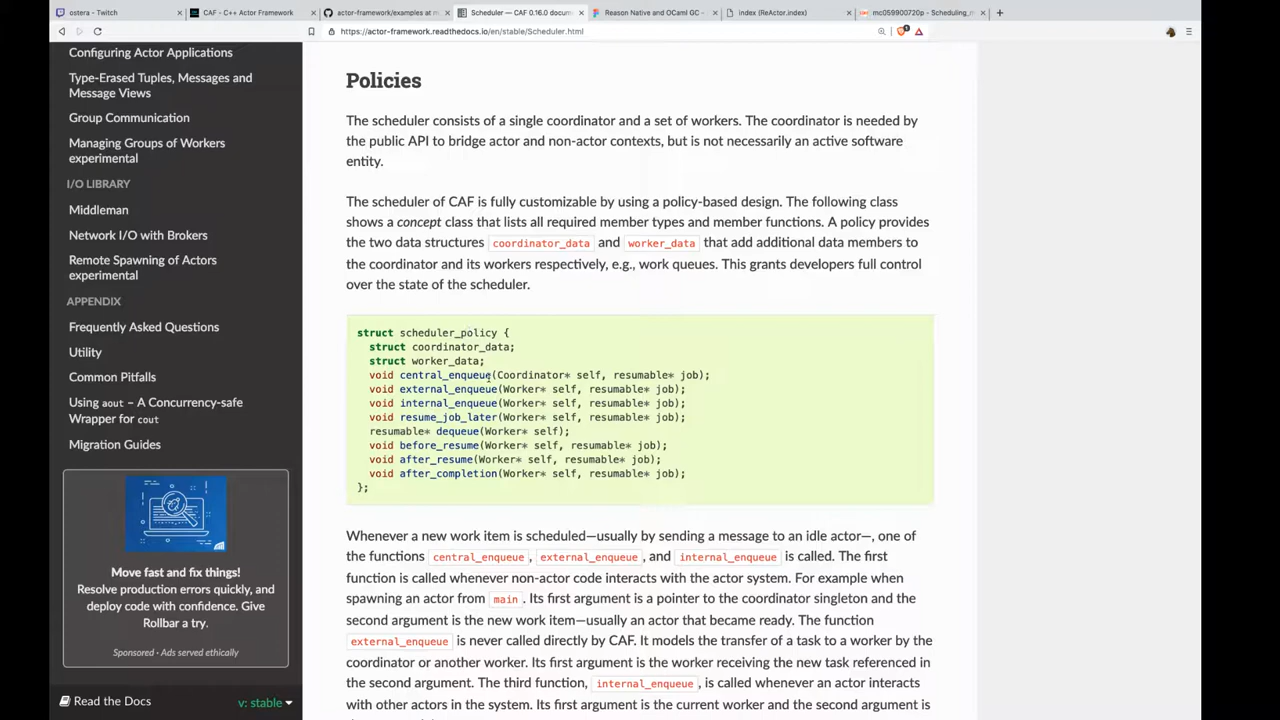 ostera - Twitch
CAF - C++ Actor Framework
actor-framework/examples at m
Scheduler — CAF 0.16.0 docum
Reason Native and OCaml GC -
index (ReActor.index)
mc059900720p - Scheduling_m
https://actor-framework.readthedocs.io/en/stable/Scheduler.html
Configuring Actor Applications
Type-Erased Tuples, Messages and
Message Views
Group Communication
Managing Groups of Workers
experimental
I/O LIBRARY
Middleman
Network I/O with Brokers
Remote Spawning of Actors
experimental
APPENDIX
Frequently Asked Questions
Utility
Common Pitfalls
Using aout – A Concurrency-safe
Wrapper for cout
Migration Guides
Move fast and fix things!
Resolve production errors quickly, and
deploy code with confidence. Give
Rollbar a try.
Sponsored · Ads served ethically
Read the Docs
v: stable
Policies
The scheduler consists of a single coordinator and a set of workers. The coordinator is needed by
the public API to bridge actor and non-actor contexts, but is not necessarily an active software
entity.
The scheduler of CAF is fully customizable by using a policy-based design. The following class
shows a concept class that lists all required member types and member functions. A policy provides
the two data structures coordinator_data and worker_data that add additional data members to
the coordinator and its workers respectively, e.g., work queues. This grants developers full control
over the state of the scheduler.
struct scheduler_policy {
struct coordinator_data;
struct worker_data;
void central_enqueue(Coordinator* self, resumable* job);
void external_enqueue(Worker* self, resumable* job);
void internal_enqueue(Worker* self, resumable* job);
void resume_job_later(Worker* self, resumable* job);
resumable* dequeue(Worker* self);
void before_resume(Worker* self, resumable* job);
void after_resume(Worker* self, resumable* job);
void after_completion(Worker* self, resumable* job);
};
Whenever a new work item is scheduled—usually by sending a message to an idle actor—, one of
the functions central_enqueue , external_enqueue , and internal_enqueue is called. The first
function is called whenever non-actor code interacts with the actor system. For example when
spawning an actor from main . Its first argument is a pointer to the coordinator singleton and the
second argument is the new work item—usually an actor that became ready. The function
external_enqueue is never called directly by CAF. It models the transfer of a task to a worker by the
coordinator or another worker. Its first argument is the worker receiving the new task referenced in
the second argument. The third function, internal_enqueue , is called whenever an actor interacts
with other actors in the system. Its first argument is the current worker and the second argument is